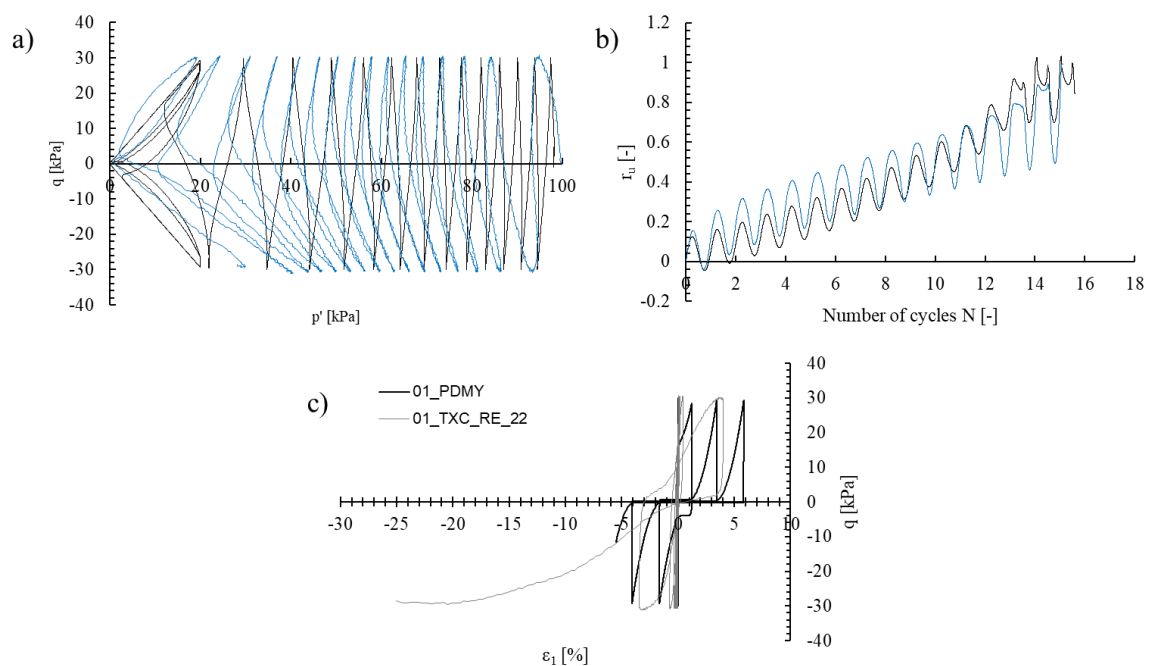 a)
40
30
20
10
0
-10
-20
-30
-40
q [kPa]
0 20 40 60 80 100
p' [kPa]
b)
1.2
1
0.8
0.6
0.4
0.2
0
-0.2
r_u [-]
0 2 4 6 8 10 12 14 16 18
Number of cycles N [-]
c)
01_PDMY
01_TXC_RE_22
40
30
20
10
0
-10
-20
-30
-40
q [kPa]
-30 -25 -20 -15 -10 -5 0 5 10
ε₁ [%]